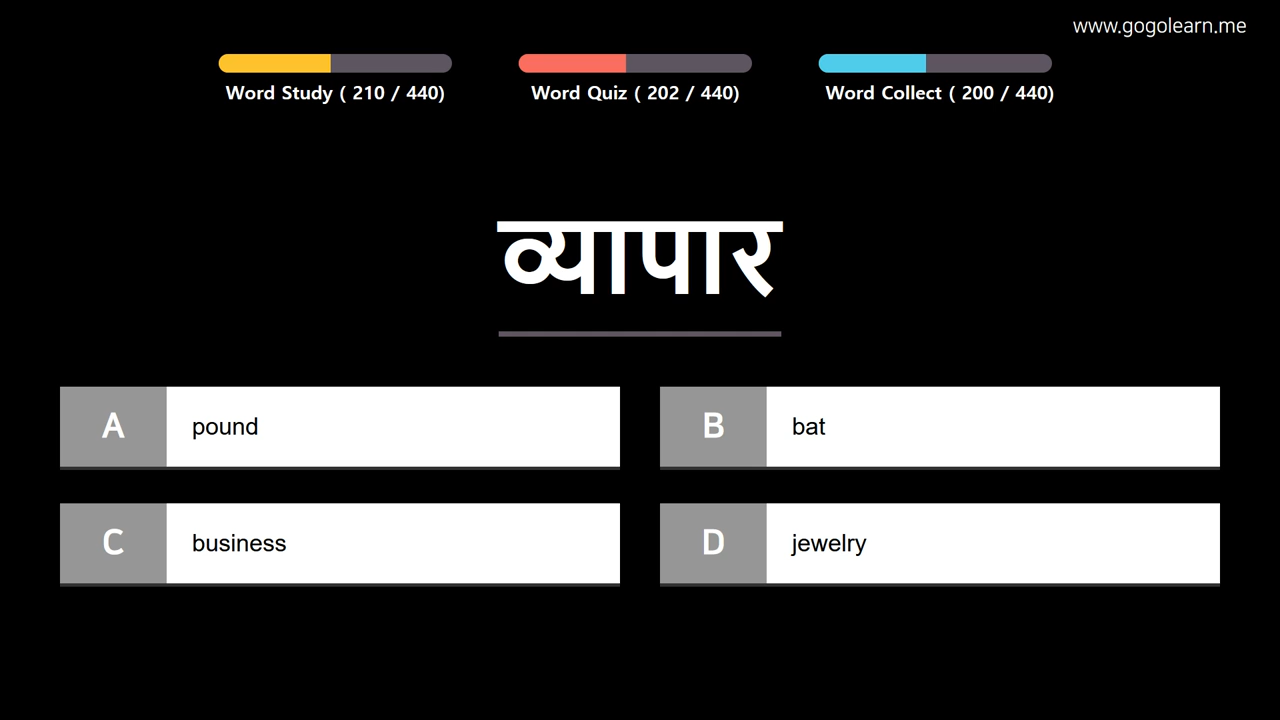 www.gogolearn.me
Word Study ( 210 / 440)
Word Quiz ( 202 / 440)
Word Collect ( 200 / 440)
व्यापार
A pound
B bat
C business
D jewelry